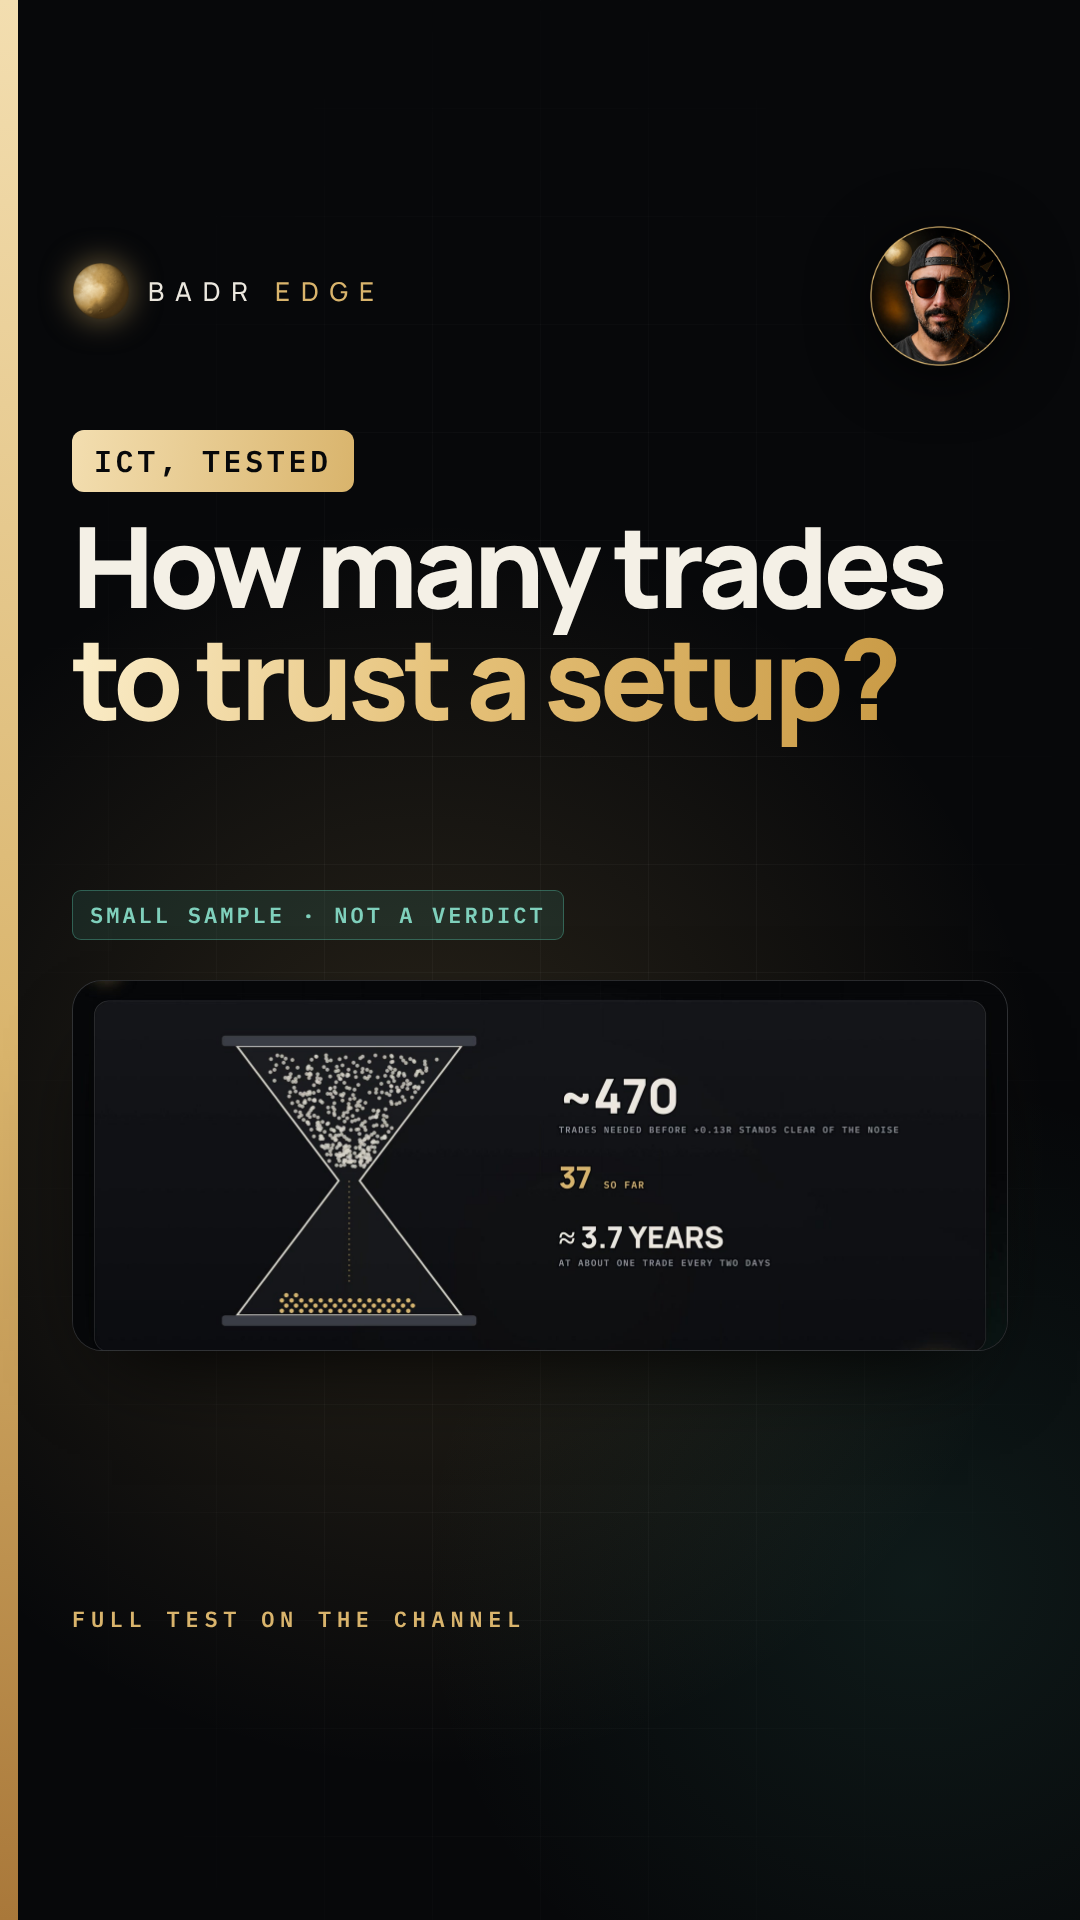 BADR EDGE
ICT, TESTED
How many trades
to trust a setup?
SMALL SAMPLE · NOT A VERDICT
~470
TRADES NEEDED BEFORE +0.13R STANDS CLEAR OF THE NOISE
37 SO FAR
≈ 3.7 YEARS
AT ABOUT ONE TRADE EVERY TWO DAYS
FULL TEST ON THE CHANNEL